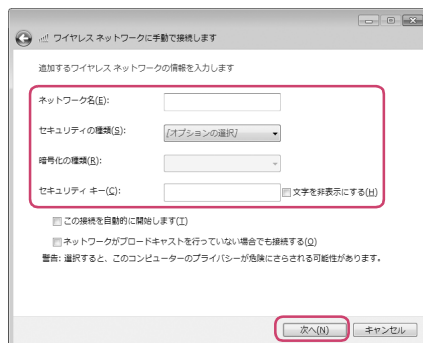 ワイヤレス ネットワークに手動で接続します
追加するワイヤレス ネットワークの情報を入力します
ネットワーク名(E):
セキュリティの種類(S):
[オプションの選択]
暗号化の種類(R):
セキュリティ キー(C):
文字を非表示にする(H)
この接続を自動的に開始します(T)
ネットワークがブロードキャストを行っていない場合でも接続する(O)
警告: 選択すると、このコンピューターのプライバシーが危険にさらされる可能性があります。
次へ(N)
キャンセル